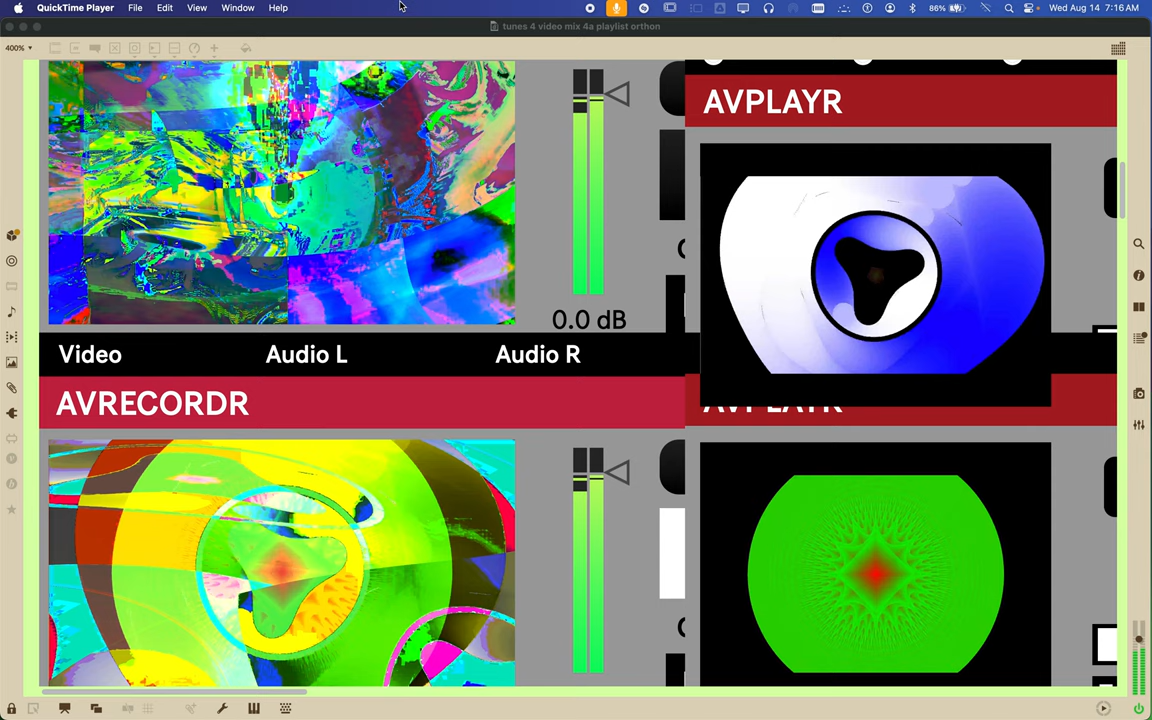 QuickTime Player File Edit View Window Help 86% Wed Aug 14 7:16 AM
tunes 4 video mix 4a playlist orthon
400%
AVPLAYR
0.0 dB
Video Audio L Audio R
AVRECORDR
AVPLAYR